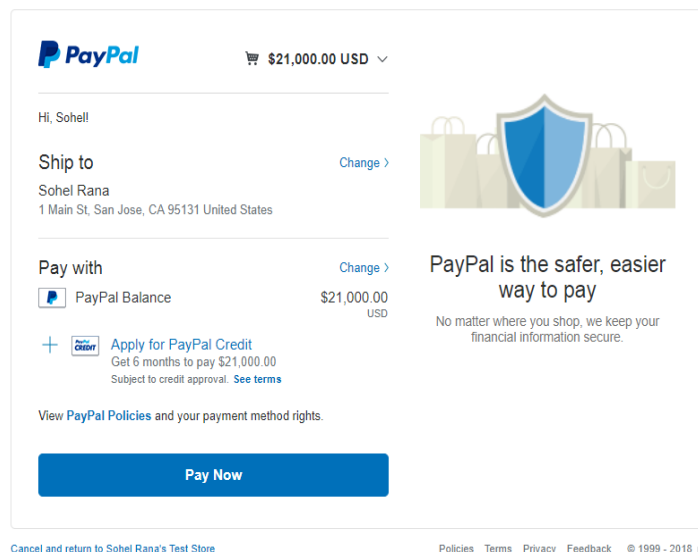 PayPal
$21,000.00 USD
Hi, Sohel!
Ship to
Change >
Sohel Rana
1 Main St, San Jose, CA 95131 United States
Pay with
Change >
PayPal Balance
$21,000.00
USD
PayPal
CREDIT
Apply for PayPal Credit
Get 6 months to pay $21,000.00
Subject to credit approval. See terms
View PayPal Policies and your payment method rights.
Pay Now
PayPal is the safer, easier
way to pay
No matter where you shop, we keep your
financial information secure.
Cancel and return to Sohel Rana's Test Store
Policies Terms Privacy Feedback © 1999 - 2018